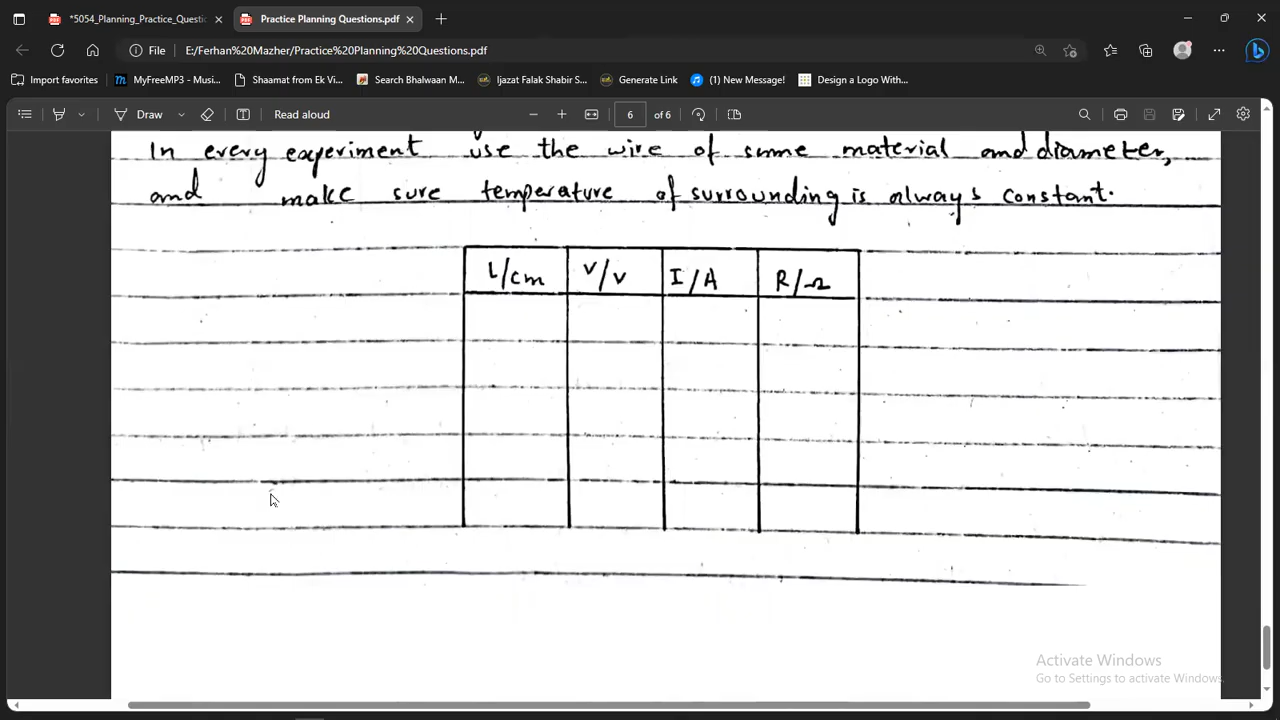 *5054_Planning_Practice_Questio
Practice Planning Questions.pdf
File
E:/Ferhan%20Mazher/Practice%20Planning%20Questions.pdf
Import favorites
MyFreeMP3 - Musi...
Shaamat from Ek Vi...
Search Bhalwaan M...
Ijazat Falak Shabir S...
Generate Link
(1) New Message!
Design a Logo With...
Draw
Read aloud
6 of 6
In every experiment use the wire of same material and diameter,
and make sure temperature of surrounding is always constant.
L/cm V/v I/A R/Ω
Activate Windows
Go to Settings to activate Windows.